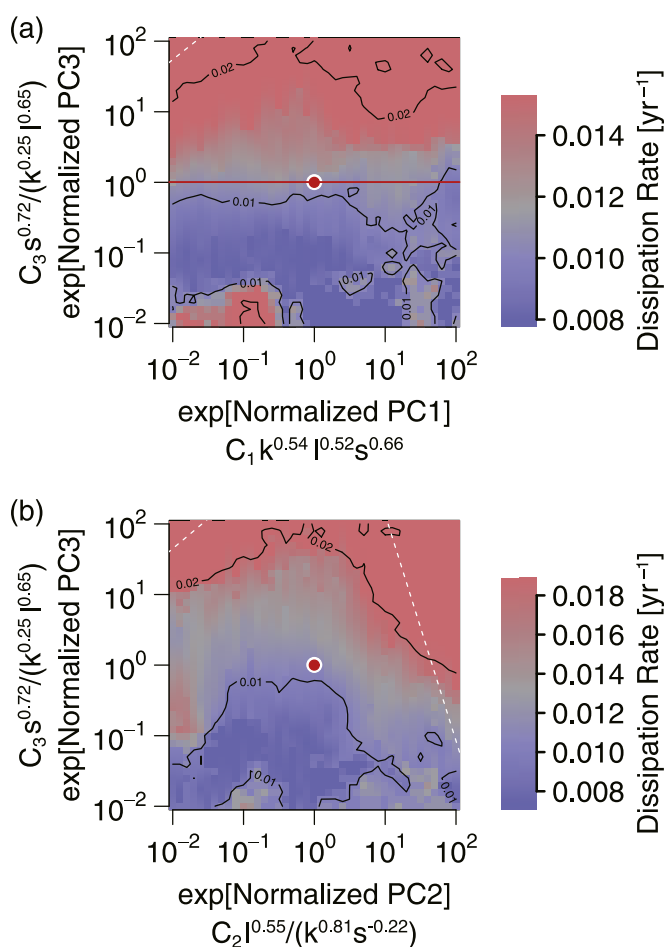 (a)
C₃s^0.72/(k^0.25 l^0.65)
exp[Normalized PC3]
10²
10¹
10⁰
10⁻¹
10⁻²
0.02
0.02
0.01
0.01
0.01
0.01
0.01
10⁻² 10⁻¹ 10⁰ 10¹ 10²
exp[Normalized PC1]
C₁k^0.54 l^0.52 s^0.66
0.014
0.012
0.010
0.008
Dissipation Rate [yr⁻¹]
(b)
C₃s^0.72/(k^0.25 l^0.65)
exp[Normalized PC3]
10²
10¹
10⁰
10⁻¹
10⁻²
0.02
0.02
0.01
0.01
0.01
10⁻² 10⁻¹ 10⁰ 10¹ 10²
exp[Normalized PC2]
C₂l^0.55/(k^0.81 s^-0.22)
0.018
0.016
0.014
0.012
0.010
0.008
Dissipation Rate [yr⁻¹]